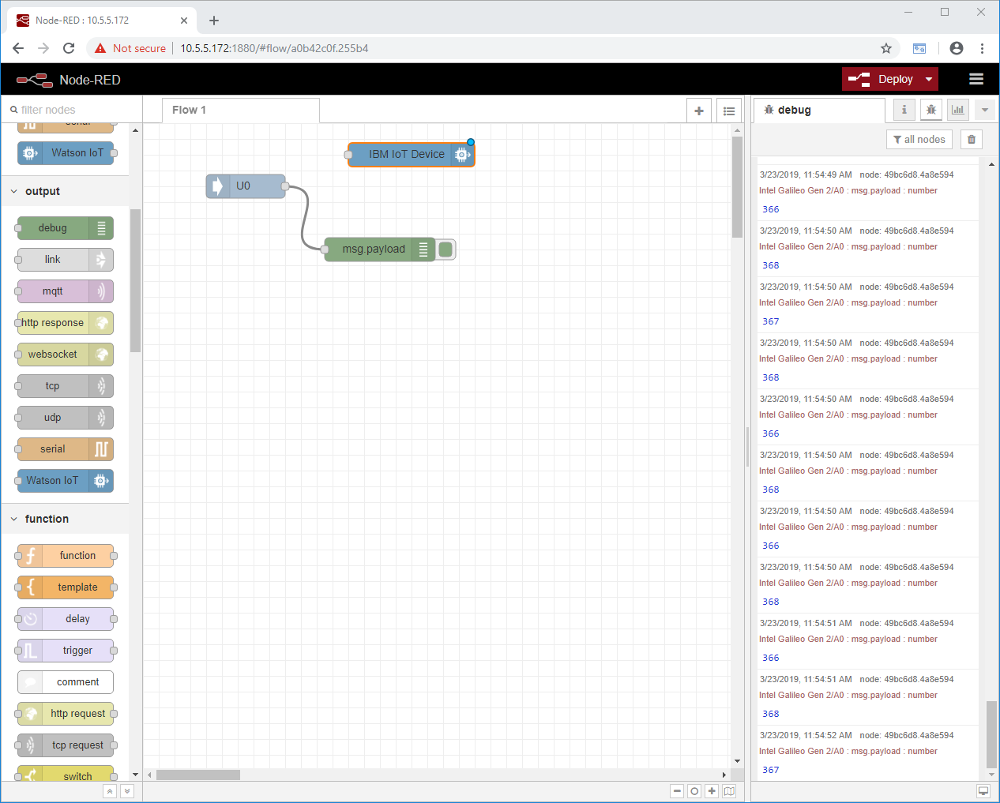 Node-RED : 10.5.5.172
Not secure
10.5.5.172:1880/#flow/a0b42c0f.255b4
Node-RED
Deploy
filter nodes
Watson IoT
output
debug
link
mqtt
http response
websocket
tcp
udp
serial
Watson IoT
function
function
template
delay
trigger
comment
http request
tcp request
switch
Flow 1
IBM IoT Device
U0
msg.payload
debug
i
all nodes
3/23/2019, 11:54:49 AM node: 49bc6d8.4a8e594
Intel Galileo Gen 2/A0 : msg.payload : number
366
3/23/2019, 11:54:50 AM node: 49bc6d8.4a8e594
Intel Galileo Gen 2/A0 : msg.payload : number
368
3/23/2019, 11:54:50 AM node: 49bc6d8.4a8e594
Intel Galileo Gen 2/A0 : msg.payload : number
367
3/23/2019, 11:54:50 AM node: 49bc6d8.4a8e594
Intel Galileo Gen 2/A0 : msg.payload : number
368
3/23/2019, 11:54:50 AM node: 49bc6d8.4a8e594
Intel Galileo Gen 2/A0 : msg.payload : number
366
3/23/2019, 11:54:50 AM node: 49bc6d8.4a8e594
Intel Galileo Gen 2/A0 : msg.payload : number
368
3/23/2019, 11:54:50 AM node: 49bc6d8.4a8e594
Intel Galileo Gen 2/A0 : msg.payload : number
366
3/23/2019, 11:54:50 AM node: 49bc6d8.4a8e594
Intel Galileo Gen 2/A0 : msg.payload : number
368
3/23/2019, 11:54:51 AM node: 49bc6d8.4a8e594
Intel Galileo Gen 2/A0 : msg.payload : number
366
3/23/2019, 11:54:51 AM node: 49bc6d8.4a8e594
Intel Galileo Gen 2/A0 : msg.payload : number
368
3/23/2019, 11:54:52 AM node: 49bc6d8.4a8e594
Intel Galileo Gen 2/A0 : msg.payload : number
367